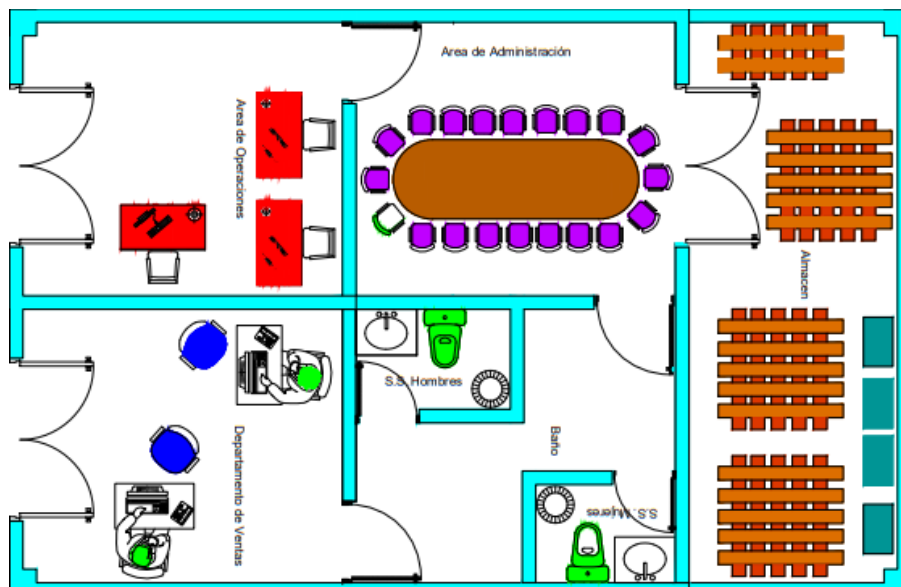 Area de Administración
Area de Operaciones
Almacen
S.S. Hombres
Departamento de Ventas
Baño
S.S. Mujeres